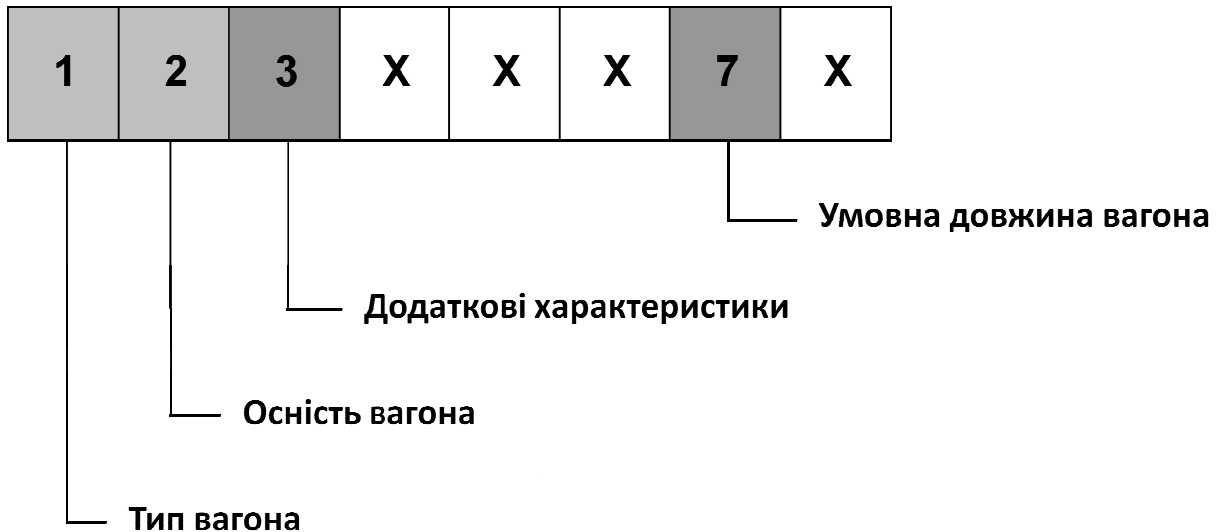 1 2 3 X X X 7 X
Умовна довжина вагона
Додаткові характеристики
Осність вагона
Тип вагона